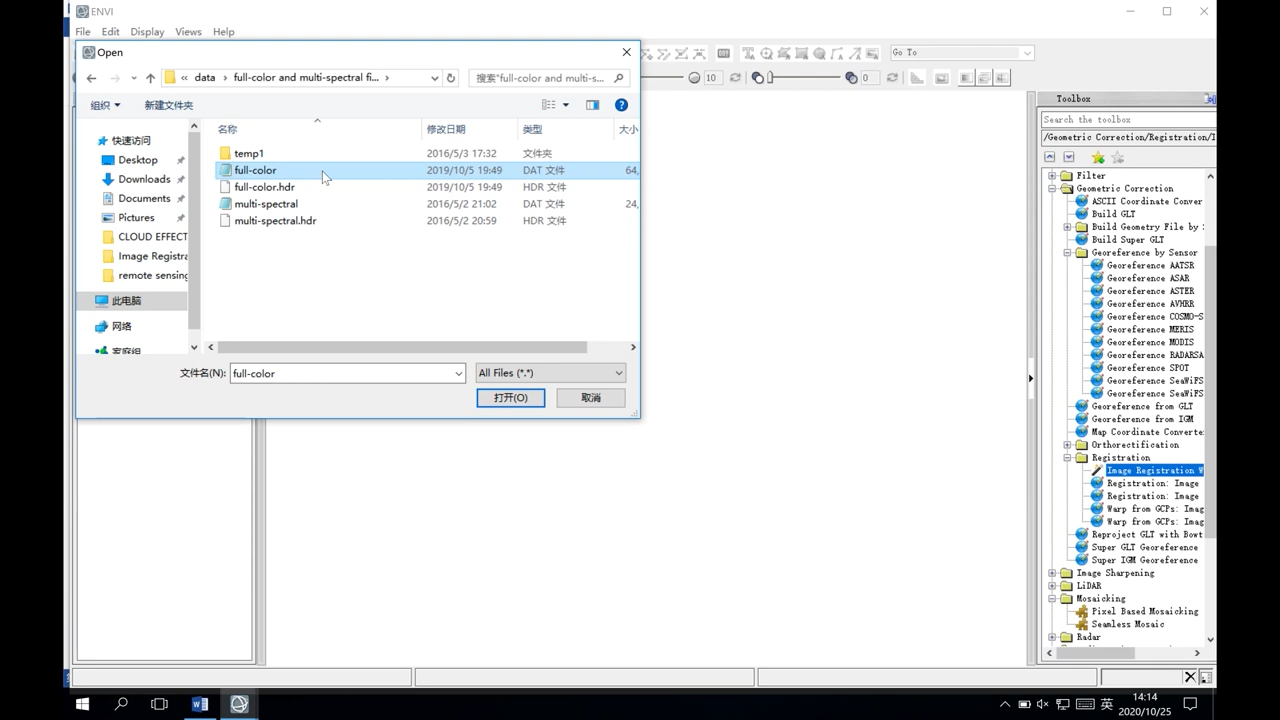 ENVI
File Edit Display Views Help
Open
« data › full-color and multi-spectral fi... ›
搜索"full-color and multi-s...
10
0
Go To
组织
新建文件夹
名称
修改日期
类型
大小
快速访问
Desktop
Downloads
Documents
Pictures
CLOUD EFFECT
Image Registra
remote sensing
此电脑
网络
家庭组
temp1 2016/5/3 17:32 文件夹
full-color 2019/10/5 19:49 DAT 文件 64,
full-color.hdr 2019/10/5 19:49 HDR 文件
multi-spectral 2016/5/2 21:02 DAT 文件 24,
multi-spectral.hdr 2016/5/2 20:59 HDR 文件
文件名(N): full-color
All Files (*.*)
打开(O)
取消
Toolbox
Search the toolbox
/Geometric Correction/Registration/I
Filter
Geometric Correction
ASCII Coordinate Conver
Build GLT
Build Geometry File by
Build Super GLT
Georeference by Sensor
Georeference AATSR
Georeference ASAR
Georeference ASTER
Georeference AVHRR
Georeference COSMO-S
Georeference MERIS
Georeference MODIS
Georeference RADARSA
Georeference SPOT
Georeference SeaWiFS
Georeference SeaWiFS
Georeference from GLT
Georeference from IGM
Map Coordinate Converte
Orthorectification
Registration
Image Registration W
Registration: Image
Registration: Image
Warp from GCPs: Imag
Warp from GCPs: Imag
Reproject GLT with Bowt
Super GLT Georeference
Super IGM Georeference
Image Sharpening
LiDAR
Mosaicking
Pixel Based Mosaicking
Seamless Mosaic
Radar
英
14:14
2020/10/25